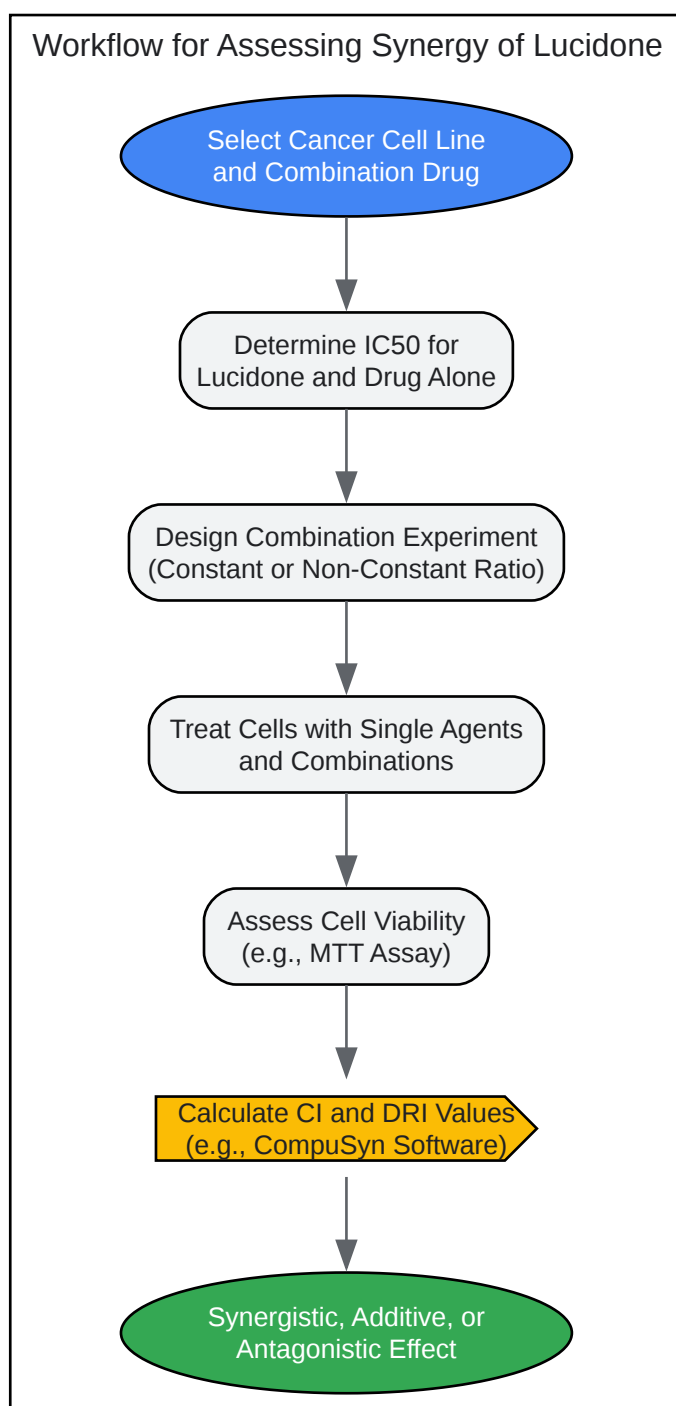 Workflow for Assessing Synergy of Lucidone
Select Cancer Cell Line
and Combination Drug
Determine IC50 for
Lucidone and Drug Alone
Design Combination Experiment
(Constant or Non-Constant Ratio)
Treat Cells with Single Agents
and Combinations
Assess Cell Viability
(e.g., MTT Assay)
Calculate CI and DRI Values
(e.g., CompuSyn Software)
Synergistic, Additive, or
Antagonistic Effect